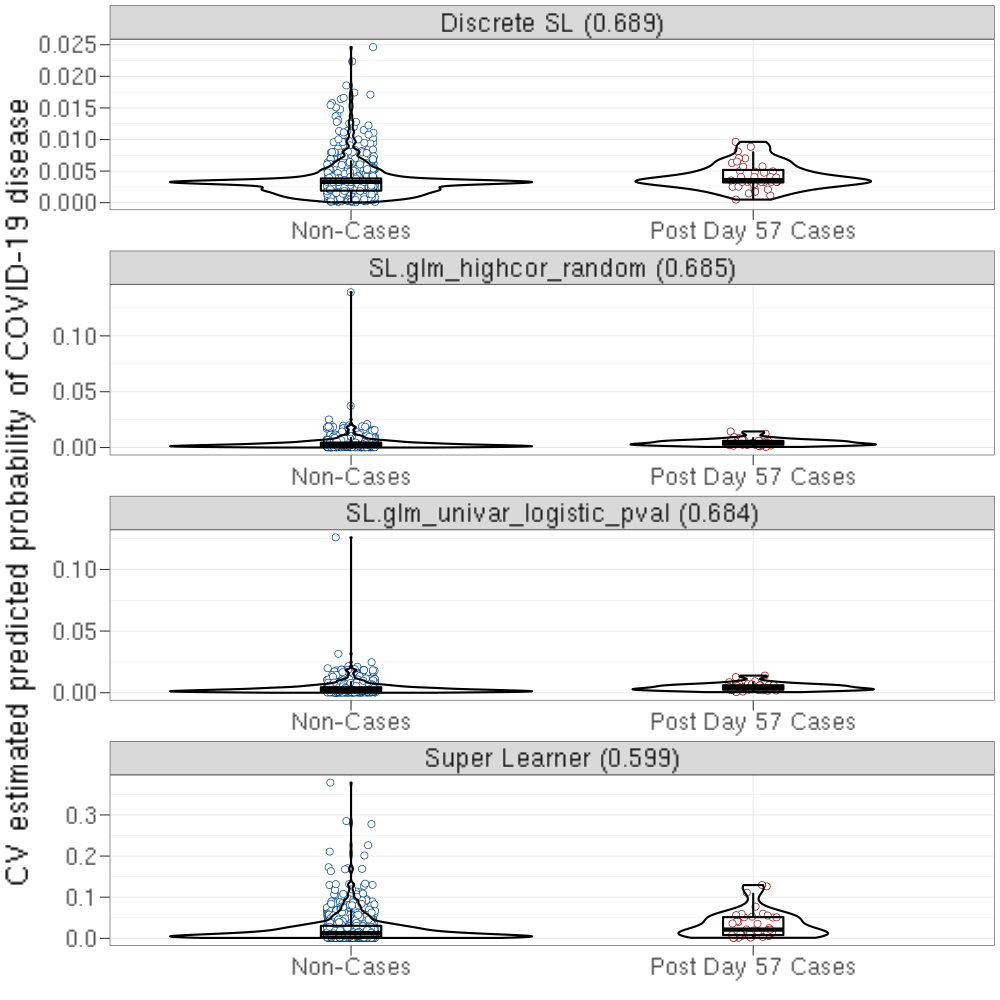 CV estimated predicted probability of COVID-19 disease
Discrete SL (0.689)
0.025
0.020
0.015
0.010
0.005
0.000
Non-Cases
Post Day 57 Cases
SL.glm_highcor_random (0.685)
0.10
0.05
0.00
Non-Cases
Post Day 57 Cases
SL.glm_univar_logistic_pval (0.684)
0.10
0.05
0.00
Non-Cases
Post Day 57 Cases
Super Learner (0.599)
0.3
0.2
0.1
0.0
Non-Cases
Post Day 57 Cases